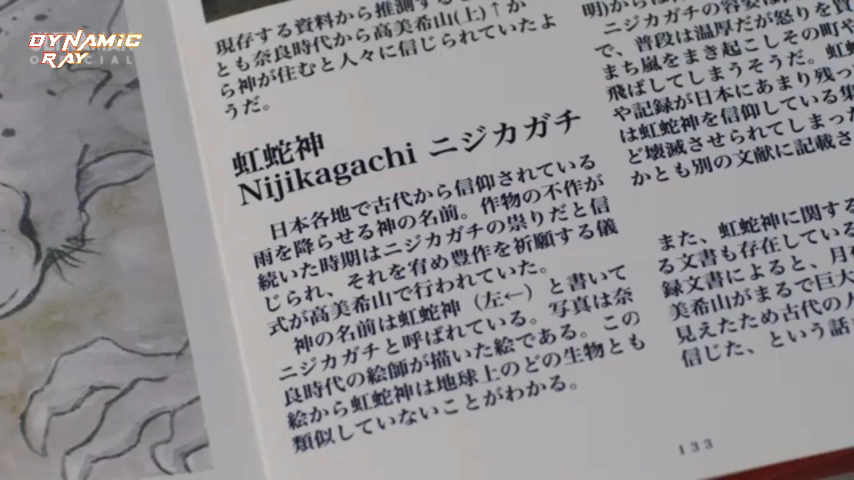 DYNAMIC
RAY
OFFICIAL
現存する資料から推測すると
とも奈良時代から高美希山(上)↑か
ら神が住むと人々に信じられていたよ
うだ。
虹蛇神
Nijikagachi ニジカガチ
日本各地で古代から信仰されている
雨を降らせる神の名前。作物の不作が
続いた時期はニジカガチの祟りだと信
じられ、それを宥め豊作を祈願する儀
式が高美希山で行われていた。
神の名前は虹蛇神（左←）と書いて
ニジカガチと呼ばれている。写真は奈
良時代の絵師が描いた絵である。この
絵から虹蛇神は地球上のどの生物とも
類似していないことがわかる。
明)から
ニジカガチの容姿は
で、普段は温厚だが怒りを買
まち嵐をまき起こしその町や
飛ばしてしまうそうだ。虹
や記録が日本にあまり残っ
は虹蛇神を信仰している集
ど壊滅させられてしまった
かとも別の文献に記載さ
また、虹蛇神に関する
る文書も存在している
録文書によると、月
美希山がまるで巨大
見えたため古代の人
信じた、という話
133